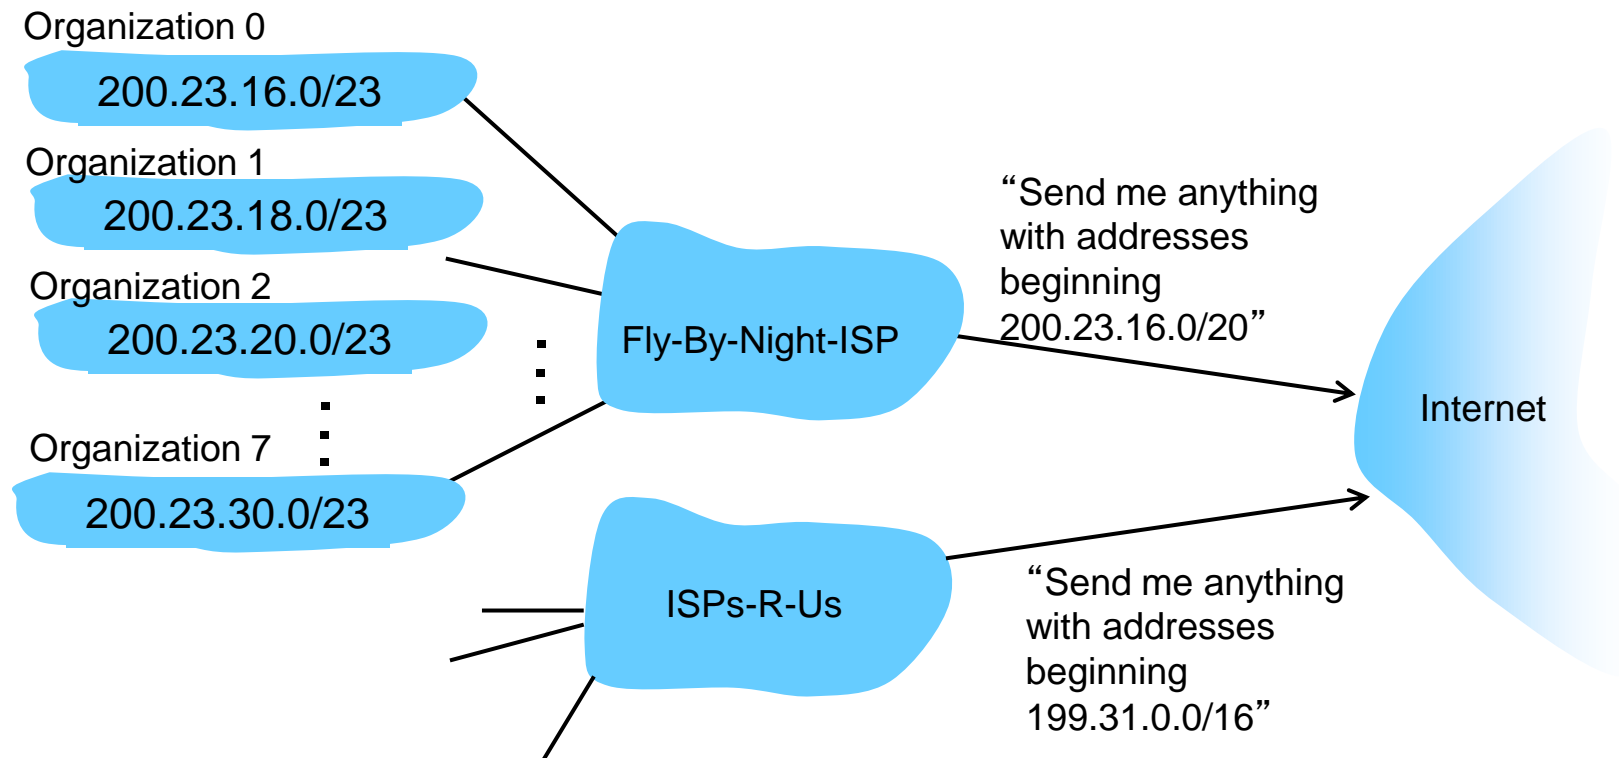 Organization 0
200.23.16.0/23
Organization 1
200.23.18.0/23
Organization 2
200.23.20.0/23
Organization 7
200.23.30.0/23
Fly-By-Night-ISP
“Send me anything
with addresses
beginning
200.23.16.0/20”
Internet
ISPs-R-Us
“Send me anything
with addresses
beginning
199.31.0.0/16”